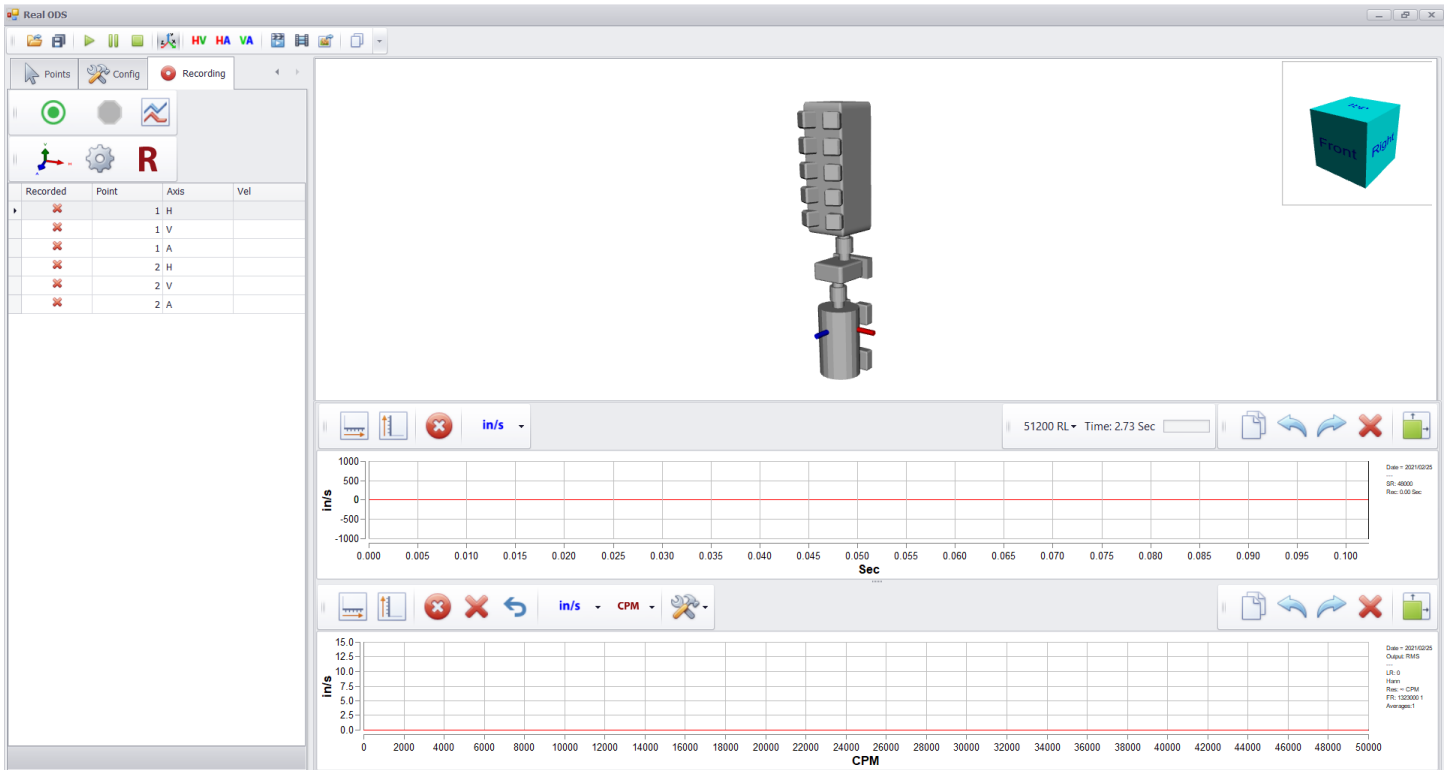 Real ODS
HV HA VA
Points Config Recording
R
Recorded Point Axis Vel
1 H
1 V
1 A
2 H
2 V
2 A
Front Right
in/s 51200 RL Time: 2.73 Sec
1000
500
0
-500
-1000
in/s
0.000 0.005 0.010 0.015 0.020 0.025 0.030 0.035 0.040 0.045 0.050 0.055 0.060 0.065 0.070 0.075 0.080 0.085 0.090 0.095 0.100
Sec
Date = 2021/02/25
---
SR: 48000
Rec: 0.00 Sec
in/s CPM
15.0
12.5
10.0
7.5
5.0
2.5
0.0
in/s
0 2000 4000 6000 8000 10000 12000 14000 16000 18000 20000 22000 24000 26000 28000 30000 32000 34000 36000 38000 40000 42000 44000 46000 48000 50000
CPM
Date = 2021/02/25
Output: RMS
---
LR: 0
Hann
Res: ~ CPM
FR: 1323000 1
Averages:1